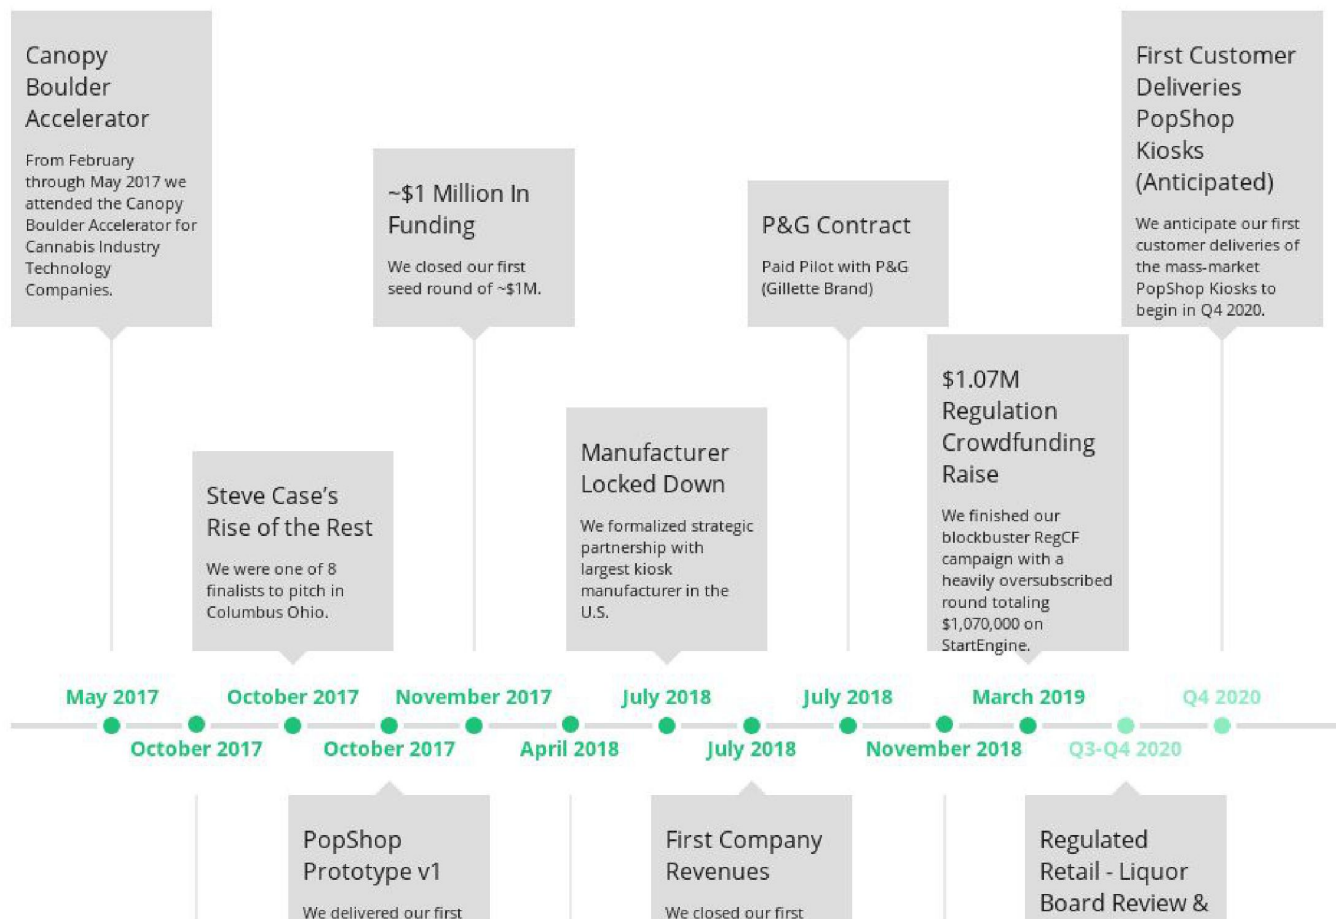 Canopy
Boulder
Accelerator
From February
through May 2017 we
attended the Canopy
Boulder Accelerator for
Cannabis Industry
Technology
Companies.
Steve Case’s
Rise of the Rest
We were one of 8
finalists to pitch in
Columbus Ohio.
~$1 Million In
Funding
We closed our first
seed round of ~$1M.
Manufacturer
Locked Down
We formalized strategic
partnership with
largest kiosk
manufacturer in the
U.S.
P&G Contract
Paid Pilot with P&G
(Gillette Brand)
$1.07M
Regulation
Crowdfunding
Raise
We finished our
blockbuster RegCF
campaign with a
heavily oversubscribed
round totaling
$1,070,000 on
StartEngine.
First Customer
Deliveries
PopShop
Kiosks
(Anticipated)
We anticipate our first
customer deliveries of
the mass-market
PopShop Kiosks to
begin in Q4 2020.
May 2017
October 2017
November 2017
July 2018
July 2018
March 2019
Q4 2020
October 2017
October 2017
April 2018
July 2018
November 2018
Q3-Q4 2020
PopShop
Prototype v1
We delivered our first
First Company
Revenues
We closed our first
Regulated
Retail - Liquor
Board Review &